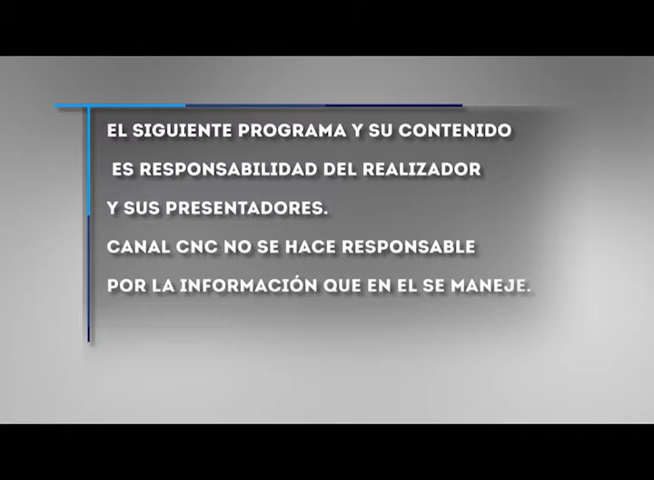 EL SIGUIENTE PROGRAMA Y SU CONTENIDO
ES RESPONSABILIDAD DEL REALIZADOR
Y SUS PRESENTADORES.
CANAL CNC NO SE HACE RESPONSABLE
POR LA INFORMACIÓN QUE EN EL SE MANEJE.